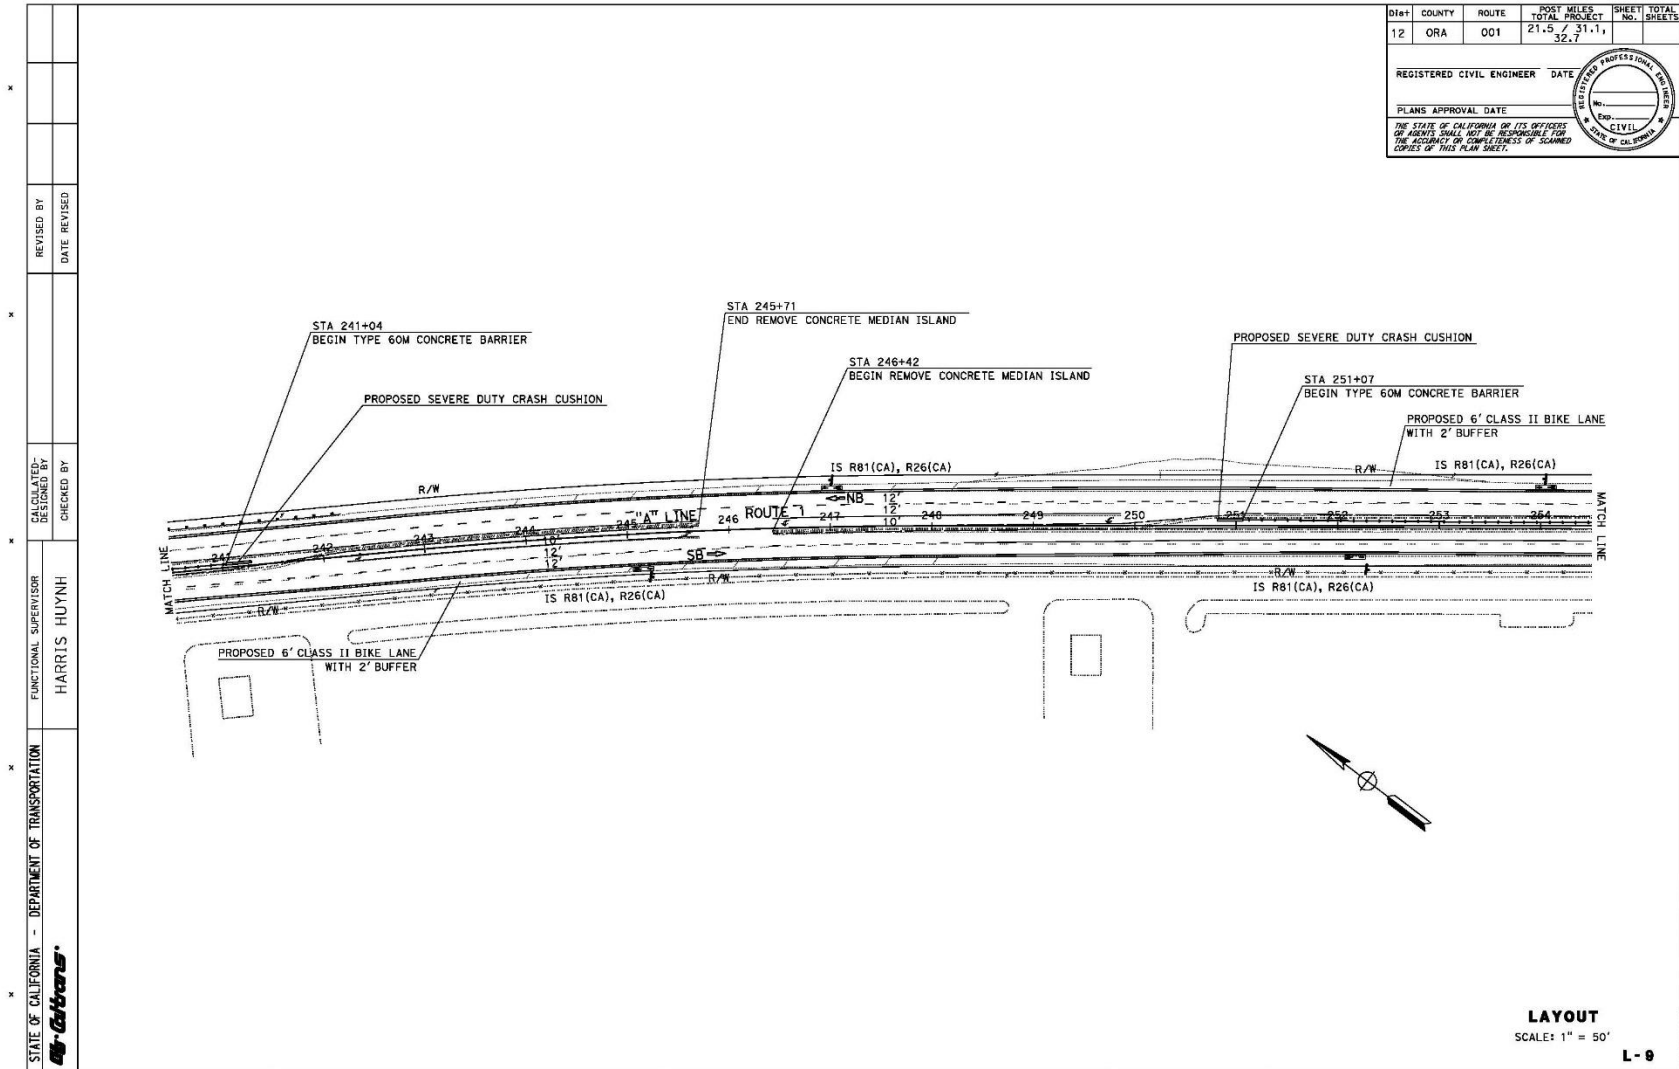 Dist COUNTY ROUTE POST MILES TOTAL PROJECT SHEET No. TOTAL SHEETS
12 ORA 001 21.5 / 31.1, 32.7
REGISTERED CIVIL ENGINEER DATE
PLANS APPROVAL DATE
THE STATE OF CALIFORNIA OR ITS OFFICERS
OR AGENTS SHALL NOT BE RESPONSIBLE FOR
THE ACCURACY OR COMPLETENESS OF SCANNED
COPIES OF THIS PLAN SHEET.
REGISTERED PROFESSIONAL ENGINEER
No.
Exp.
CIVIL
STATE OF CALIFORNIA
REVISED BY
DATE REVISED
CALCULATED-
DESIGNED BY
CHECKED BY
FUNCTIONAL SUPERVISOR
HARRIS HUYNH
STATE OF CALIFORNIA - DEPARTMENT OF TRANSPORTATION
Caltrans
STA 241+04
BEGIN TYPE 60M CONCRETE BARRIER
PROPOSED SEVERE DUTY CRASH CUSHION
STA 245+71
END REMOVE CONCRETE MEDIAN ISLAND
STA 246+42
BEGIN REMOVE CONCRETE MEDIAN ISLAND
PROPOSED SEVERE DUTY CRASH CUSHION
STA 251+07
BEGIN TYPE 60M CONCRETE BARRIER
PROPOSED 6' CLASS II BIKE LANE
WITH 2' BUFFER
IS R81(CA), R26(CA)
R/W
IS R81(CA), R26(CA)
R/W
NB
12'
12'
10'
"A" LINE
ROUTE 1
241 242 243 244 245 246 247 248 249 250 251 252 253 254
10'
12'
12'
SB
MATCH LINE
MATCH LINE
R/W
R/W
R/W
IS R81(CA), R26(CA)
IS R81(CA), R26(CA)
PROPOSED 6' CLASS II BIKE LANE
WITH 2' BUFFER
LAYOUT
SCALE: 1" = 50'
L-9